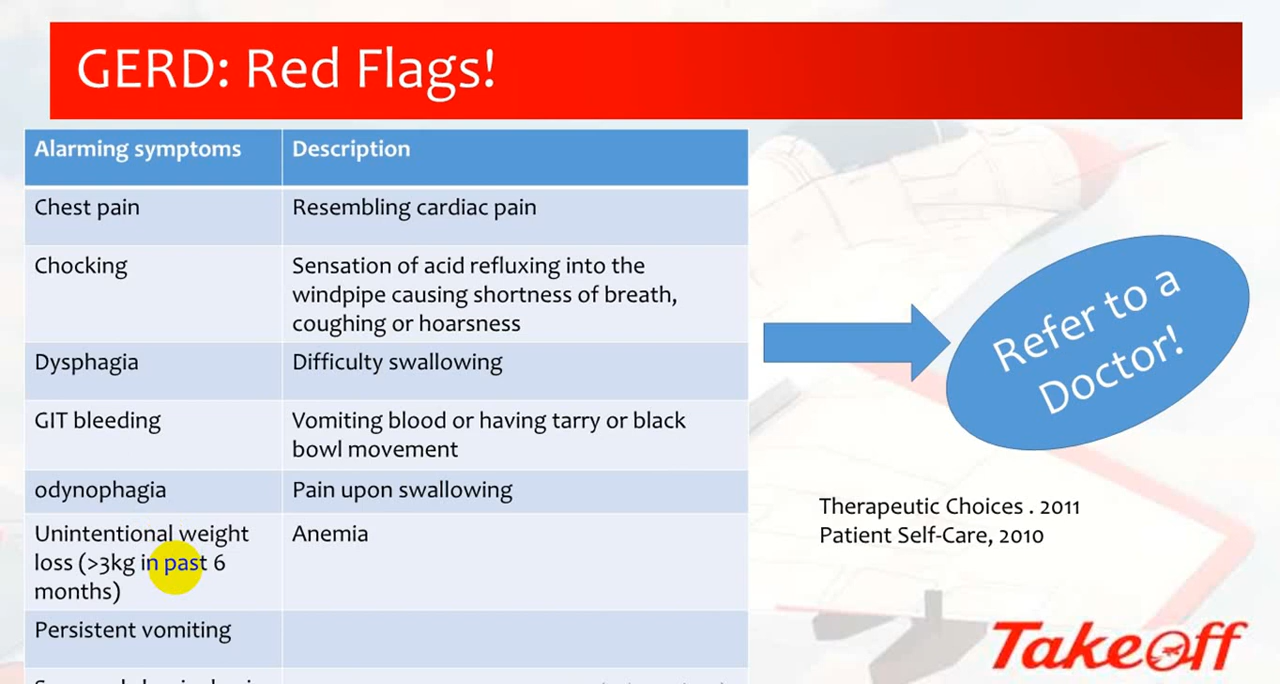 GERD: Red Flags!
Alarming symptoms Description
Chest pain Resembling cardiac pain
Chocking Sensation of acid refluxing into the
windpipe causing shortness of breath,
coughing or hoarsness
Dysphagia Difficulty swallowing
GIT bleeding Vomiting blood or having tarry or black
bowl movement
odynophagia Pain upon swallowing
Unintentional weight Anemia
loss (>3kg in past 6
months)
Persistent vomiting
Refer to a
Doctor!
Therapeutic Choices . 2011
Patient Self-Care, 2010
TakeOff